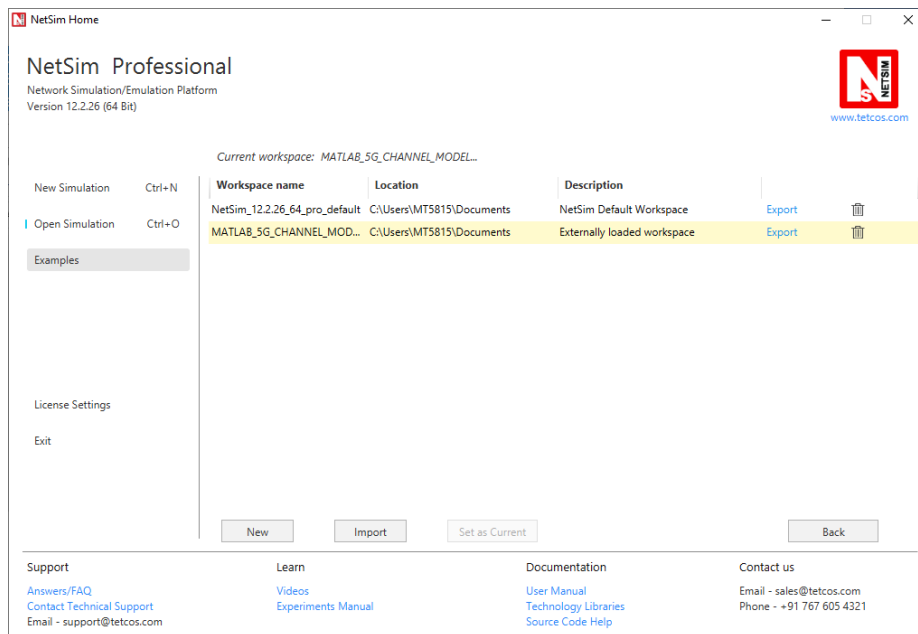 NetSim Home
NetSim Professional
Network Simulation/Emulation Platform
Version 12.2.26 (64 Bit)
N
S
NETSIM
www.tetcos.com
Current workspace: MATLAB_5G_CHANNEL_MODEL...
New Simulation Ctrl+N
Open Simulation Ctrl+O
Examples
License Settings
Exit
Workspace name Location Description
NetSim_12.2.26_64_pro_default C:\Users\MT5815\Documents NetSim Default Workspace Export
MATLAB_5G_CHANNEL_MOD... C:\Users\MT5815\Documents Externally loaded workspace Export
New Import Set as Current Back
Support
Answers/FAQ
Contact Technical Support
Email - support@tetcos.com
Learn
Videos
Experiments Manual
Documentation
User Manual
Technology Libraries
Source Code Help
Contact us
Email - sales@tetcos.com
Phone - +91 767 605 4321